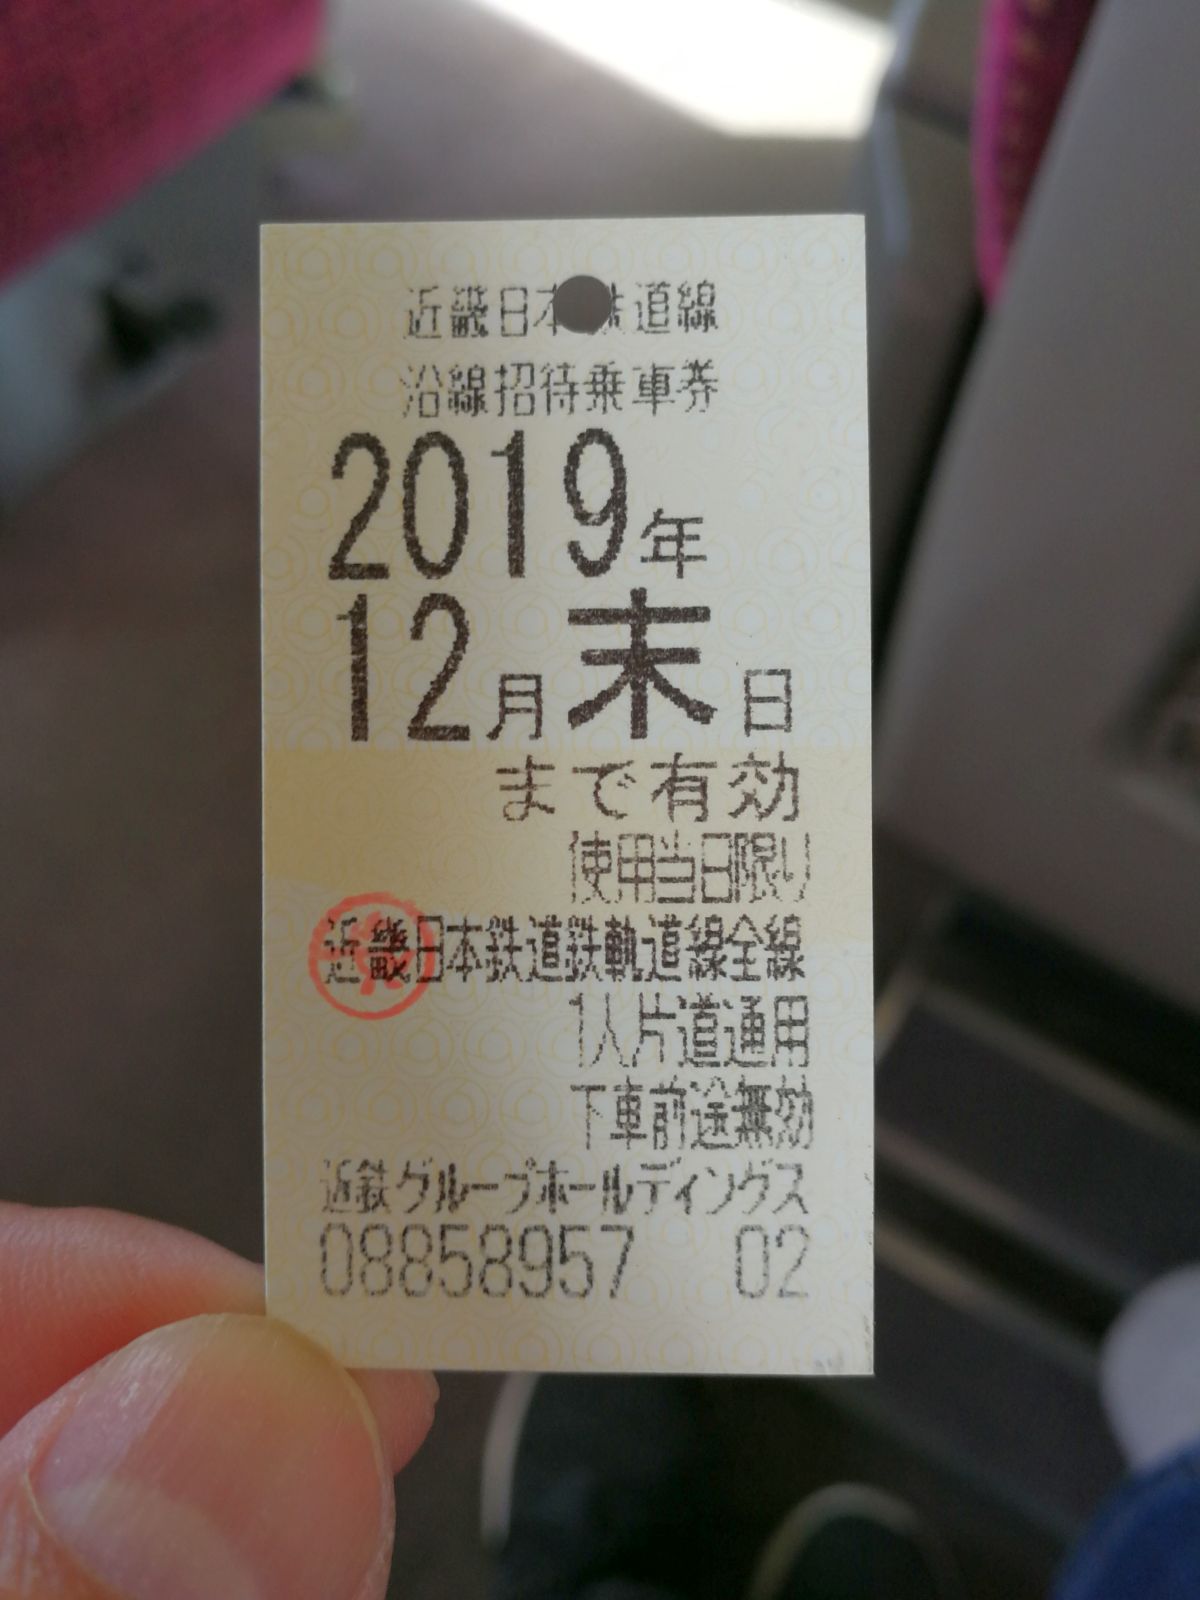 近畿日本鉄道線
沿線招待乗車券
2019年
12月末日
まで有効
使用当日限り
近畿日本鉄道鉄軌道線全線
1人片道通用
下車前途無効
近鉄グループホールディングス
08858957 02